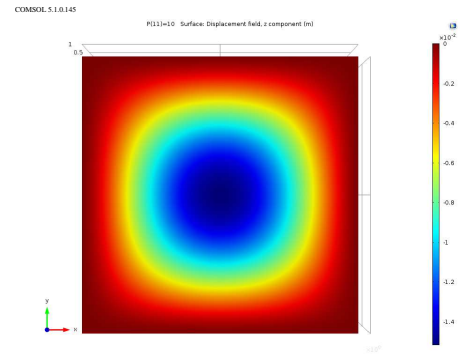 COMSOL 5.1.0.145
P(11)=10 Surface: Displacement field, z component (m)
1
0.5
×10⁻²
0
-0.2
-0.4
-0.6
-0.8
-1
-1.2
-1.4
y
x